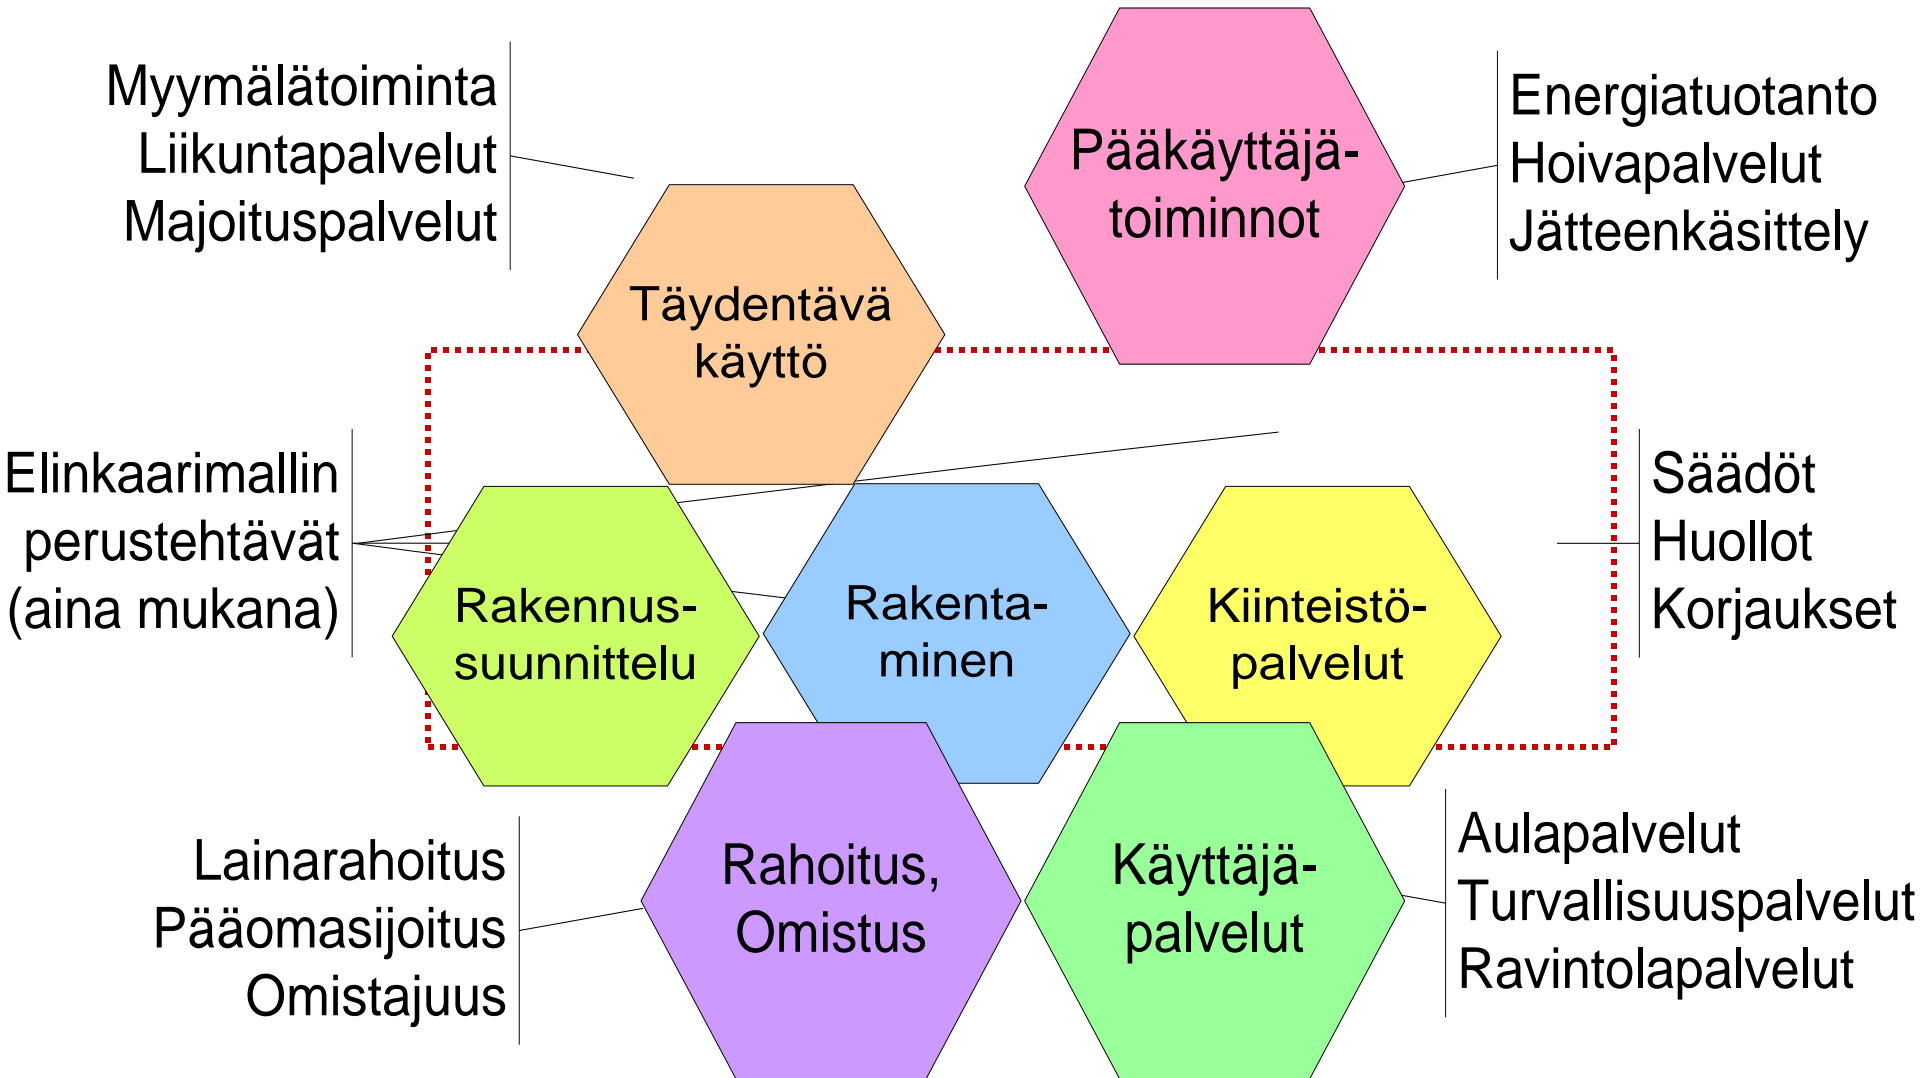 Myymälätoiminta
Liikuntapalvelut
Majoituspalvelut
Pääkäyttäjä-
toiminnot
Energiatuotanto
Hoivapalvelut
Jätteenkäsittely
Täydentävä
käyttö
Elinkaarimallin
perustehtävät
(aina mukana)
Rakennus-
suunnittelu
Rakenta-
minen
Kiinteistö-
palvelut
Säädöt
Huollot
Korjaukset
Lainarahoitus
Pääomasijoitus
Omistajuus
Rahoitus,
Omistus
Käyttäjä-
palvelut
Aulapalvelut
Turvallisuuspalvelut
Ravintolapalvelut